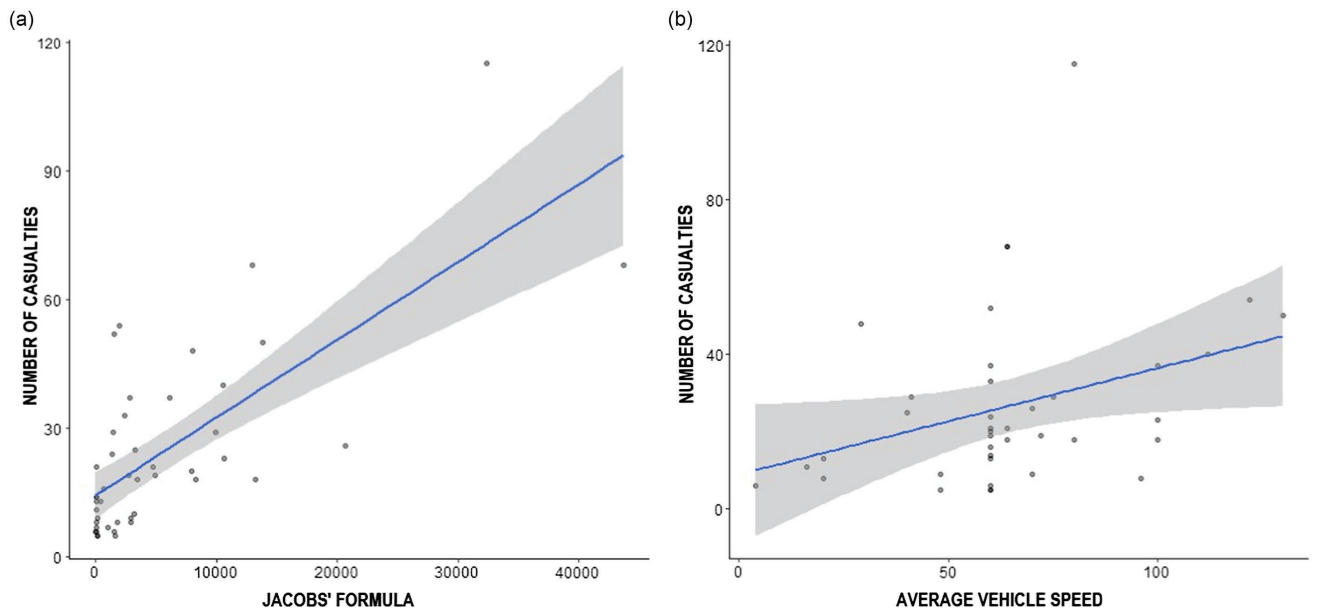 (a)
120
90
60
30
0
NUMBER OF CASUALTIES
0 10000 20000 30000 40000
JACOBS' FORMULA
(b)
120
80
40
0
NUMBER OF CASUALTIES
0 50 100
AVERAGE VEHICLE SPEED